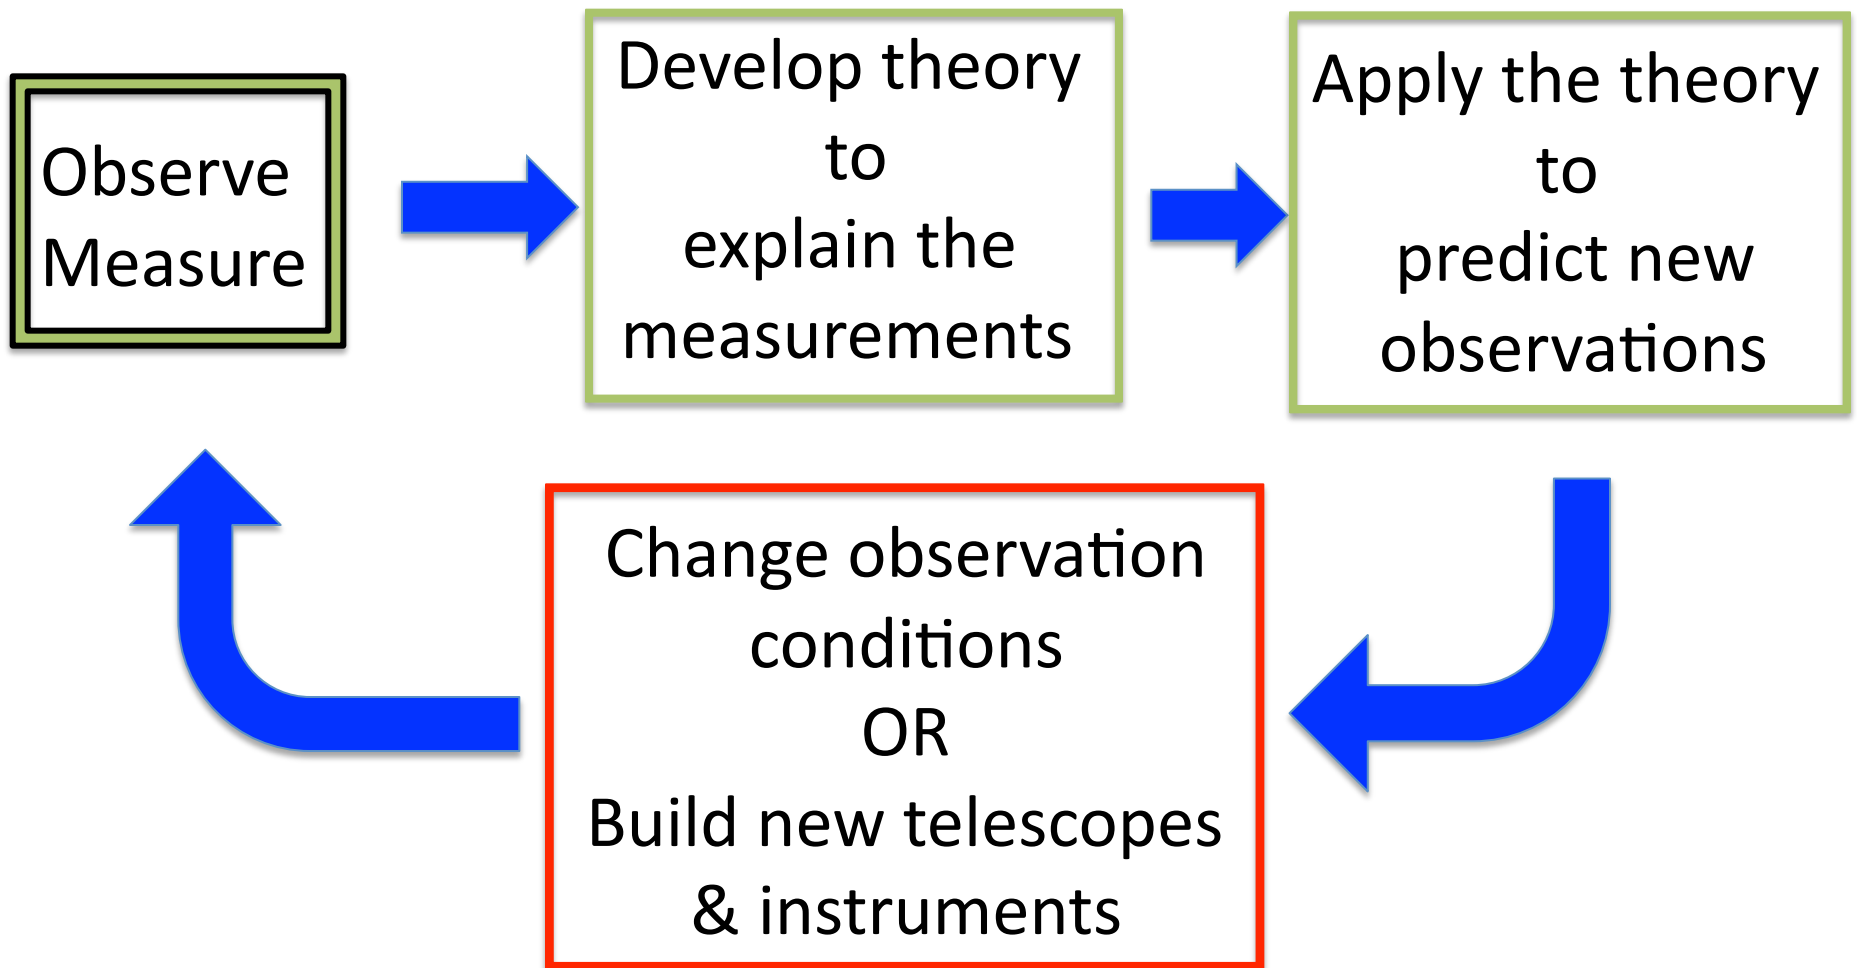 Observe
Measure
Develop theory
to
explain the
measurements
Apply the theory
to
predict new
observations
Change observation
conditions
OR
Build new telescopes
& instruments